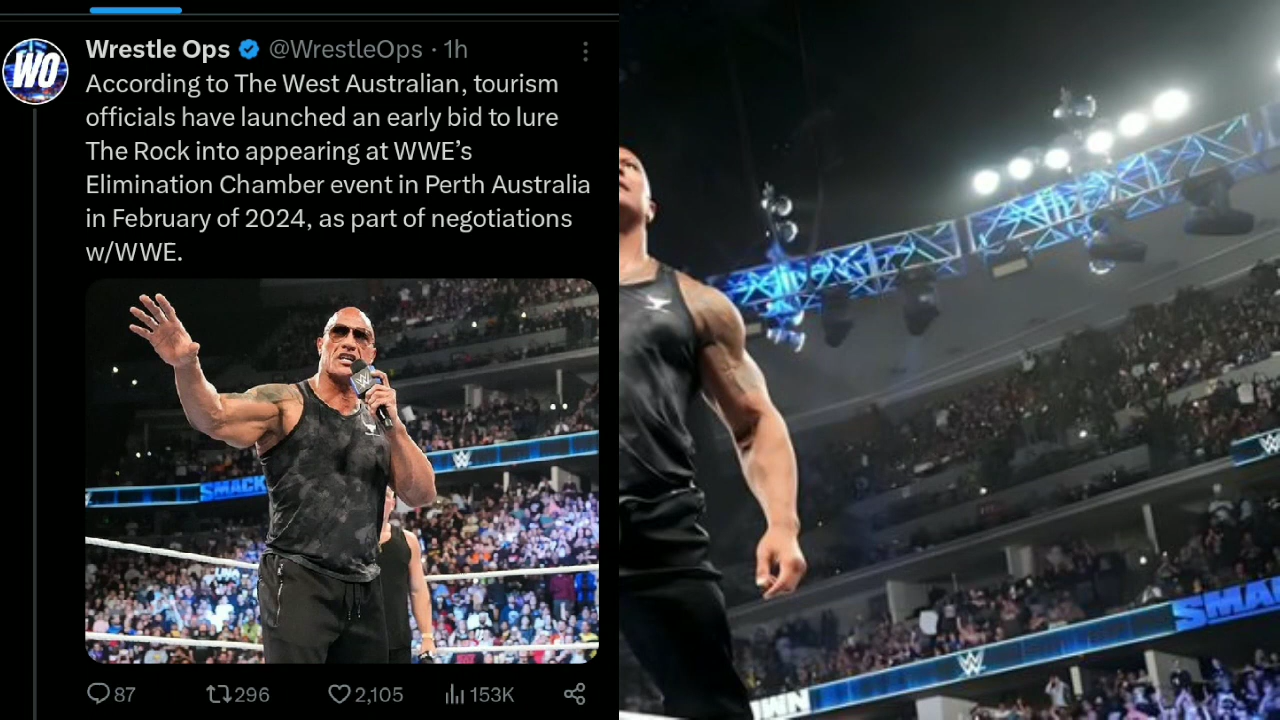 WO
Wrestle Ops @WrestleOps · 1h
According to The West Australian, tourism
officials have launched an early bid to lure
The Rock into appearing at WWE’s
Elimination Chamber event in Perth Australia
in February of 2024, as part of negotiations
w/WWE.
W
W
SMACK
W
SMA
W
WN
87 296 2,105 153K